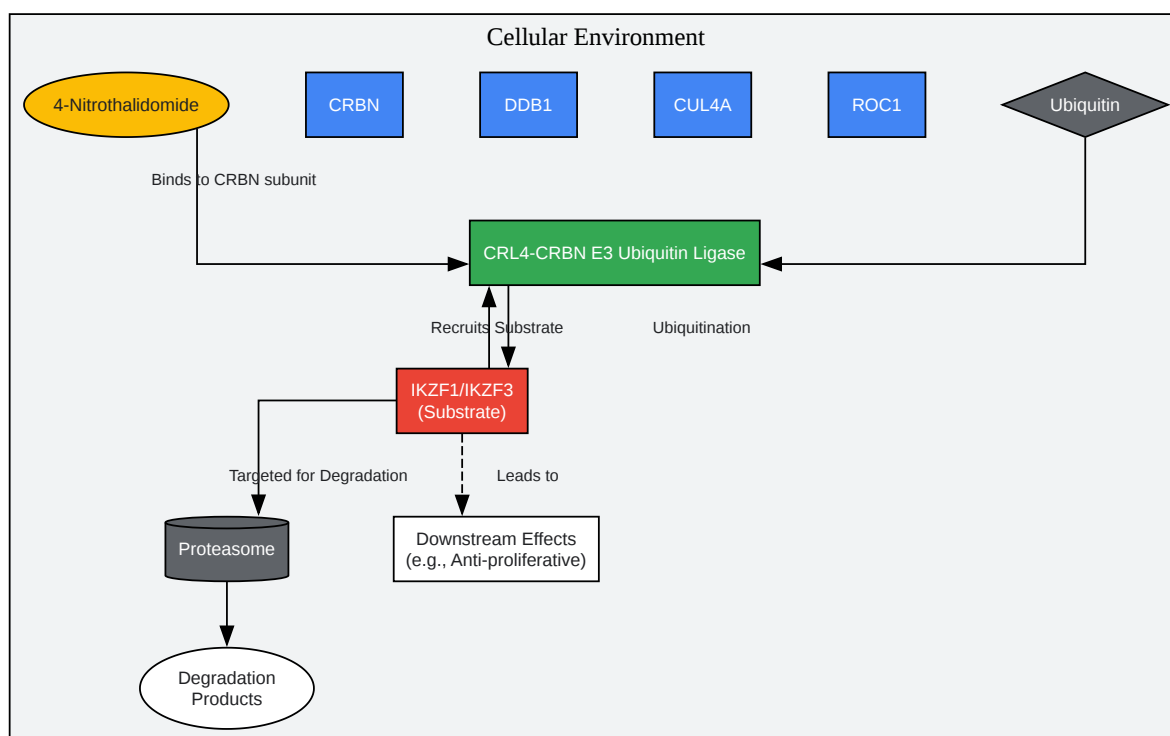 Cellular Environment
4-Nitrothalidomide
CRBN
DDB1
CUL4A
ROC1
Ubiquitin
Binds to CRBN subunit
CRL4-CRBN E3 Ubiquitin Ligase
Recruits Substrate
Ubiquitination
IKZF1/IKZF3
(Substrate)
Targeted for Degradation
Leads to
Proteasome
Downstream Effects
(e.g., Anti-proliferative)
Degradation
Products